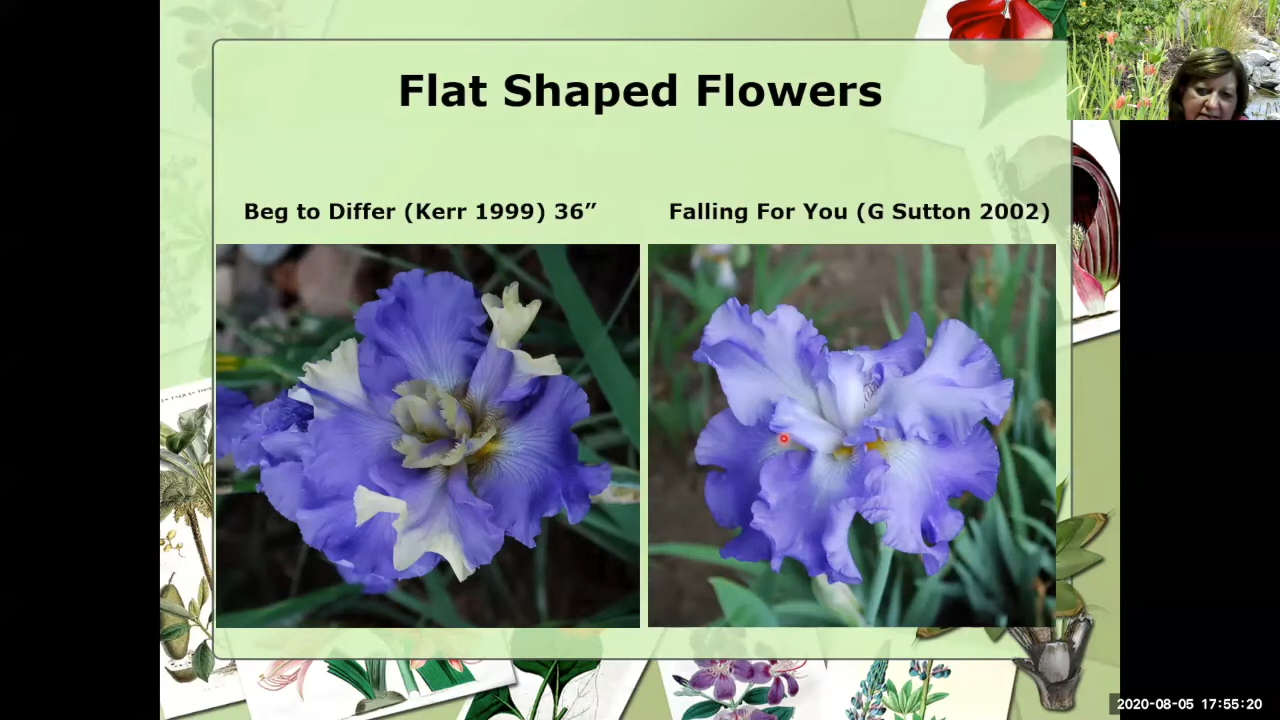 Flat Shaped Flowers
Beg to Differ (Kerr 1999) 36”
Falling For You (G Sutton 2002)
2020-08-05 17:55:20